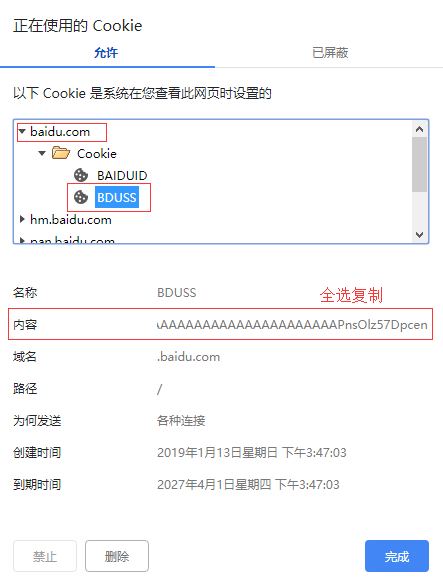 正在使用的 Cookie
允许
已屏蔽
以下 Cookie 是系统在您查看此网页时设置的
baidu.com
Cookie
BAIDUID
BDUSS
hm.baidu.com
pan.baidu.com
名称 BDUSS
全选复制
内容 \AAAAAAAAAAAAAAAAAAAAAPnsOlz57Dpcen
域名 .baidu.com
路径 /
为何发送 各种连接
创建时间 2019年1月13日星期日 下午3:47:03
到期时间 2027年4月1日星期四 下午3:47:03
禁止
删除
完成